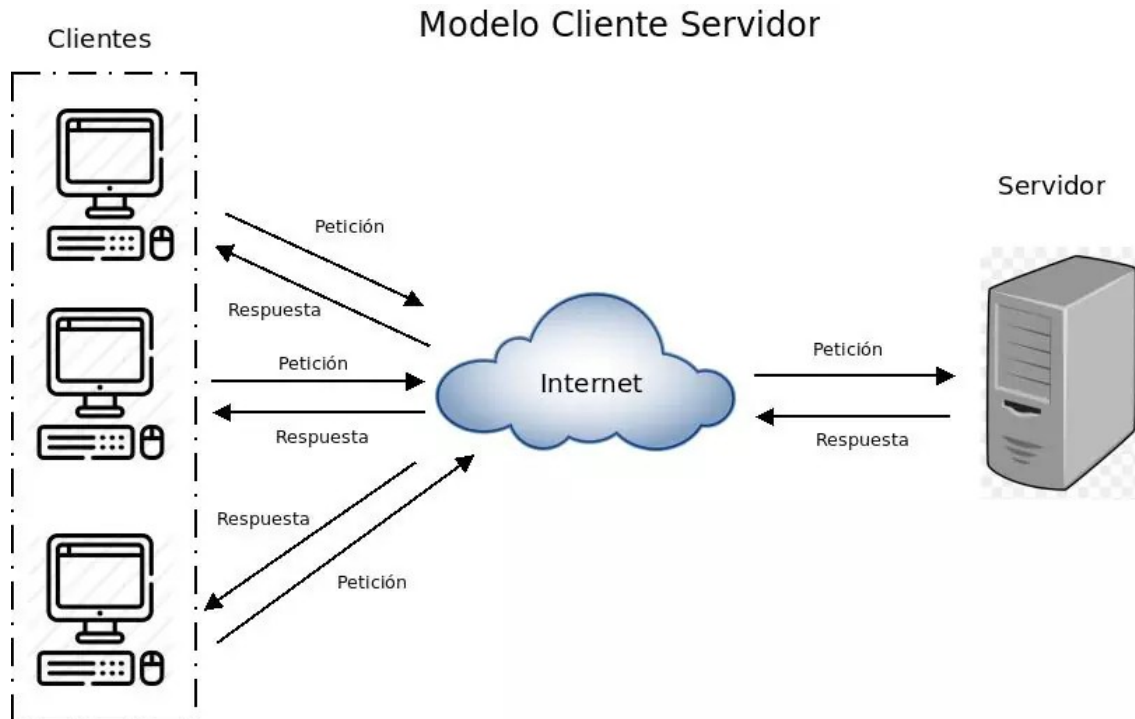 Modelo Cliente Servidor
Clientes
Servidor
Petición
Respuesta
Petición
Respuesta
Respuesta
Petición
Internet
Petición
Respuesta